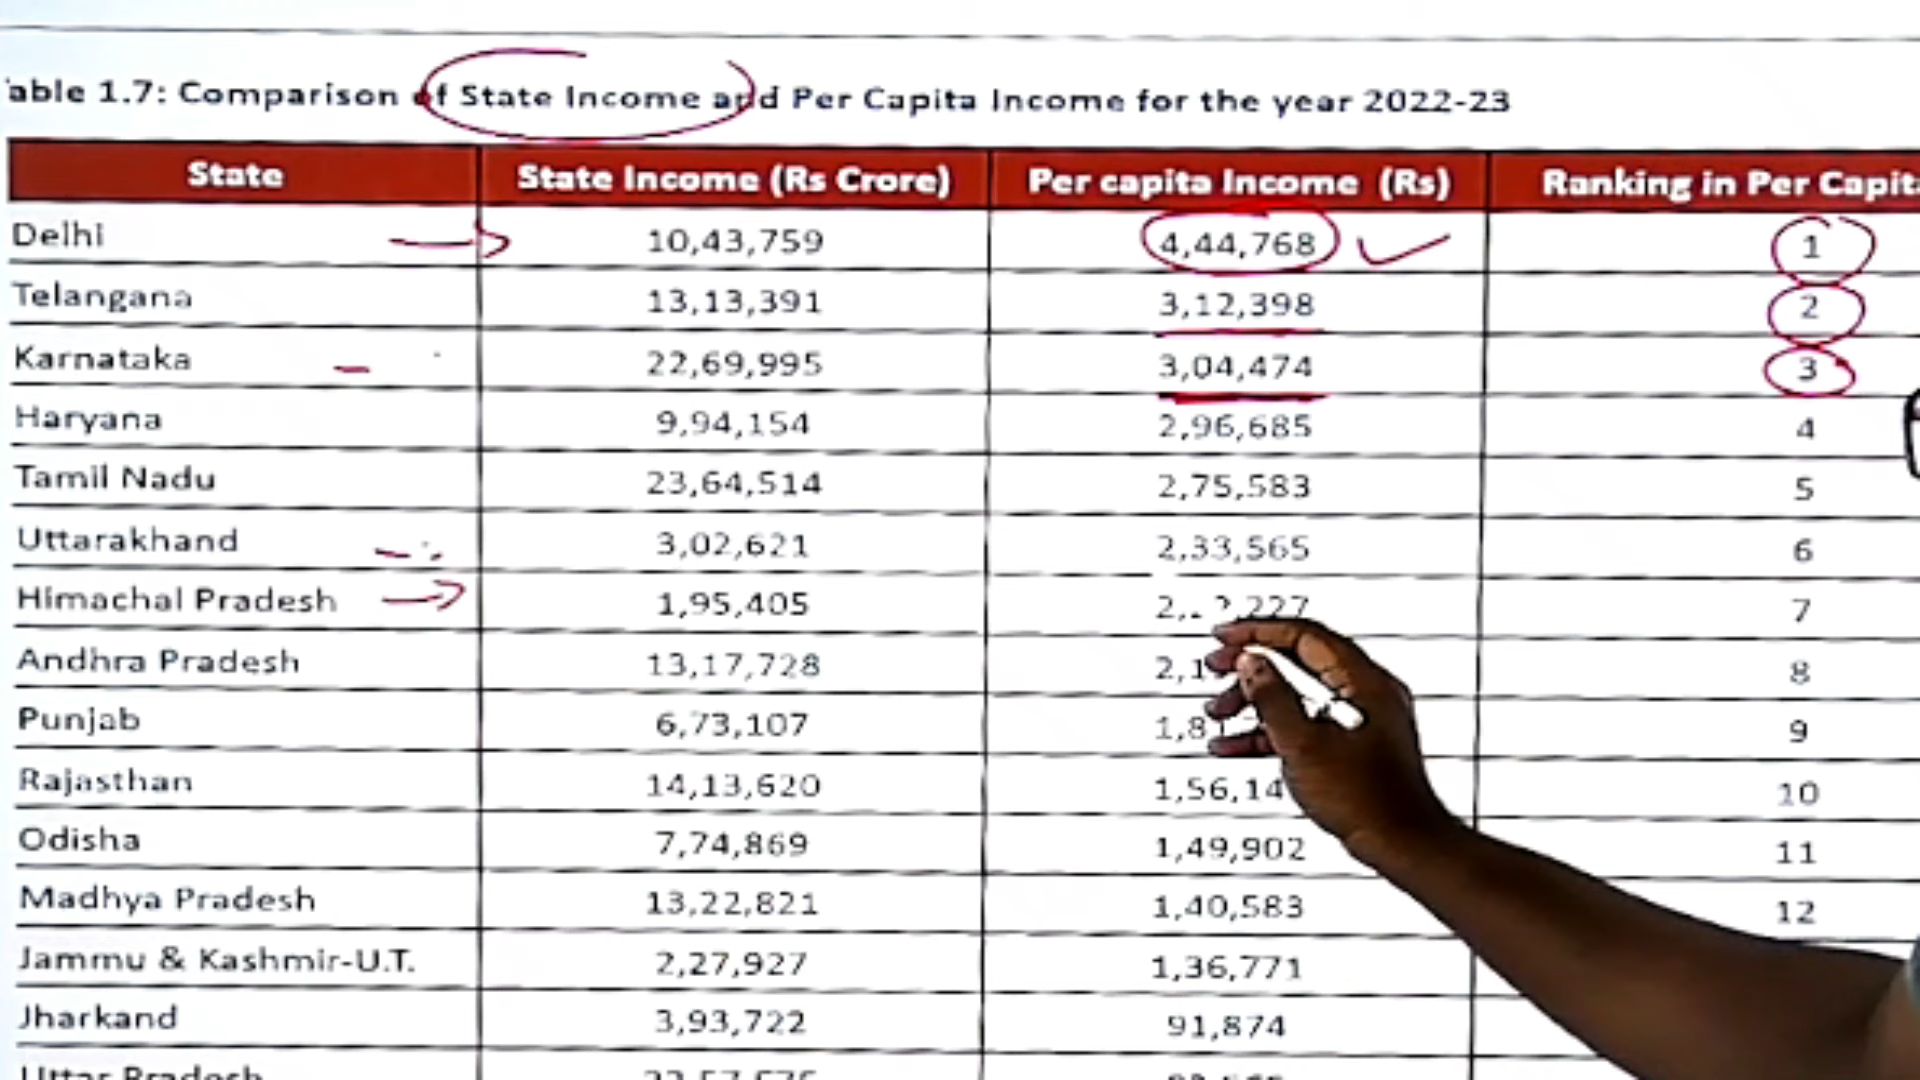 able 1.7: Comparison of State Income and Per Capita Income for the year 2022-23
State State Income (Rs Crore) Per capita Income (Rs) Ranking in Per Capita
Delhi 10,43,759 4,44,768 1
Telangana 13,13,391 3,12,398 2
Karnataka 22,69,995 3,04,474 3
Haryana 9,94,154 2,96,685 4
Tamil Nadu 23,64,514 2,75,583 5
Uttarakhand 3,02,621 2,33,565 6
Himachal Pradesh 1,95,405 7
Andhra Pradesh 13,17,728 8
Punjab 6,73,107 9
Rajasthan 14,13,620 1,56,14 10
Odisha 7,74,869 1,49,902 11
Madhya Pradesh 13,22,821 1,40,583 12
Jammu & Kashmir-U.T. 2,27,927 1,36,771
Jharkand 3,93,722 91,874
Uttar Pradesh